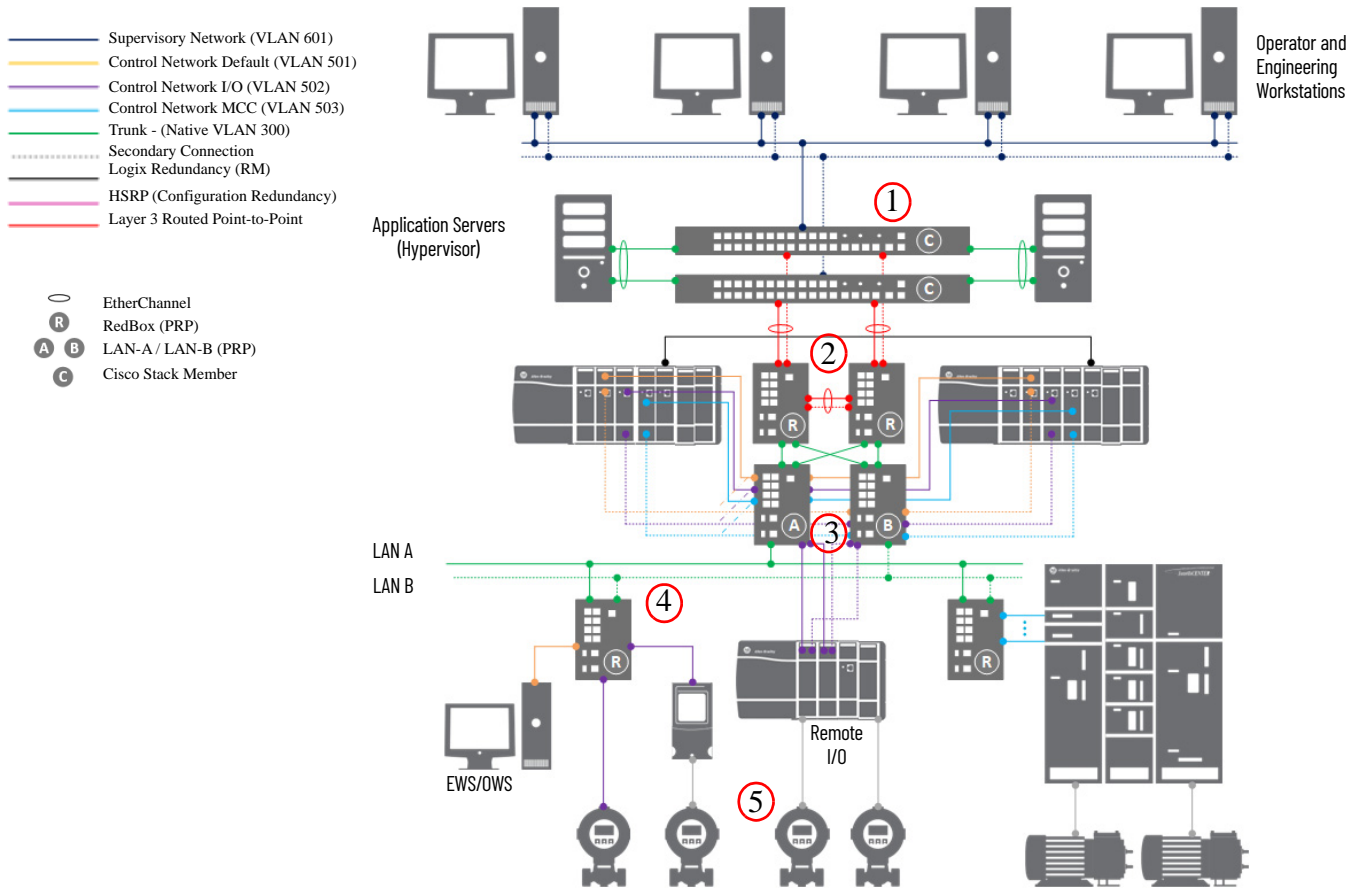 Supervisory Network (VLAN 601)
Control Network Default (VLAN 501)
Control Network I/O (VLAN 502)
Control Network MCC (VLAN 503)
Trunk - (Native VLAN 300)
Secondary Connection
Logix Redundancy (RM)
HSRP (Configuration Redundancy)
Layer 3 Routed Point-to-Point
EtherChannel
R RedBox (PRP)
A B LAN-A / LAN-B (PRP)
C Cisco Stack Member
Operator and
Engineering
Workstations
1
Application Servers
(Hypervisor)
C
C
2
R
R
A
3
B
LAN A
LAN B
4
R
R
EWS/OWS
Remote
I/O
5